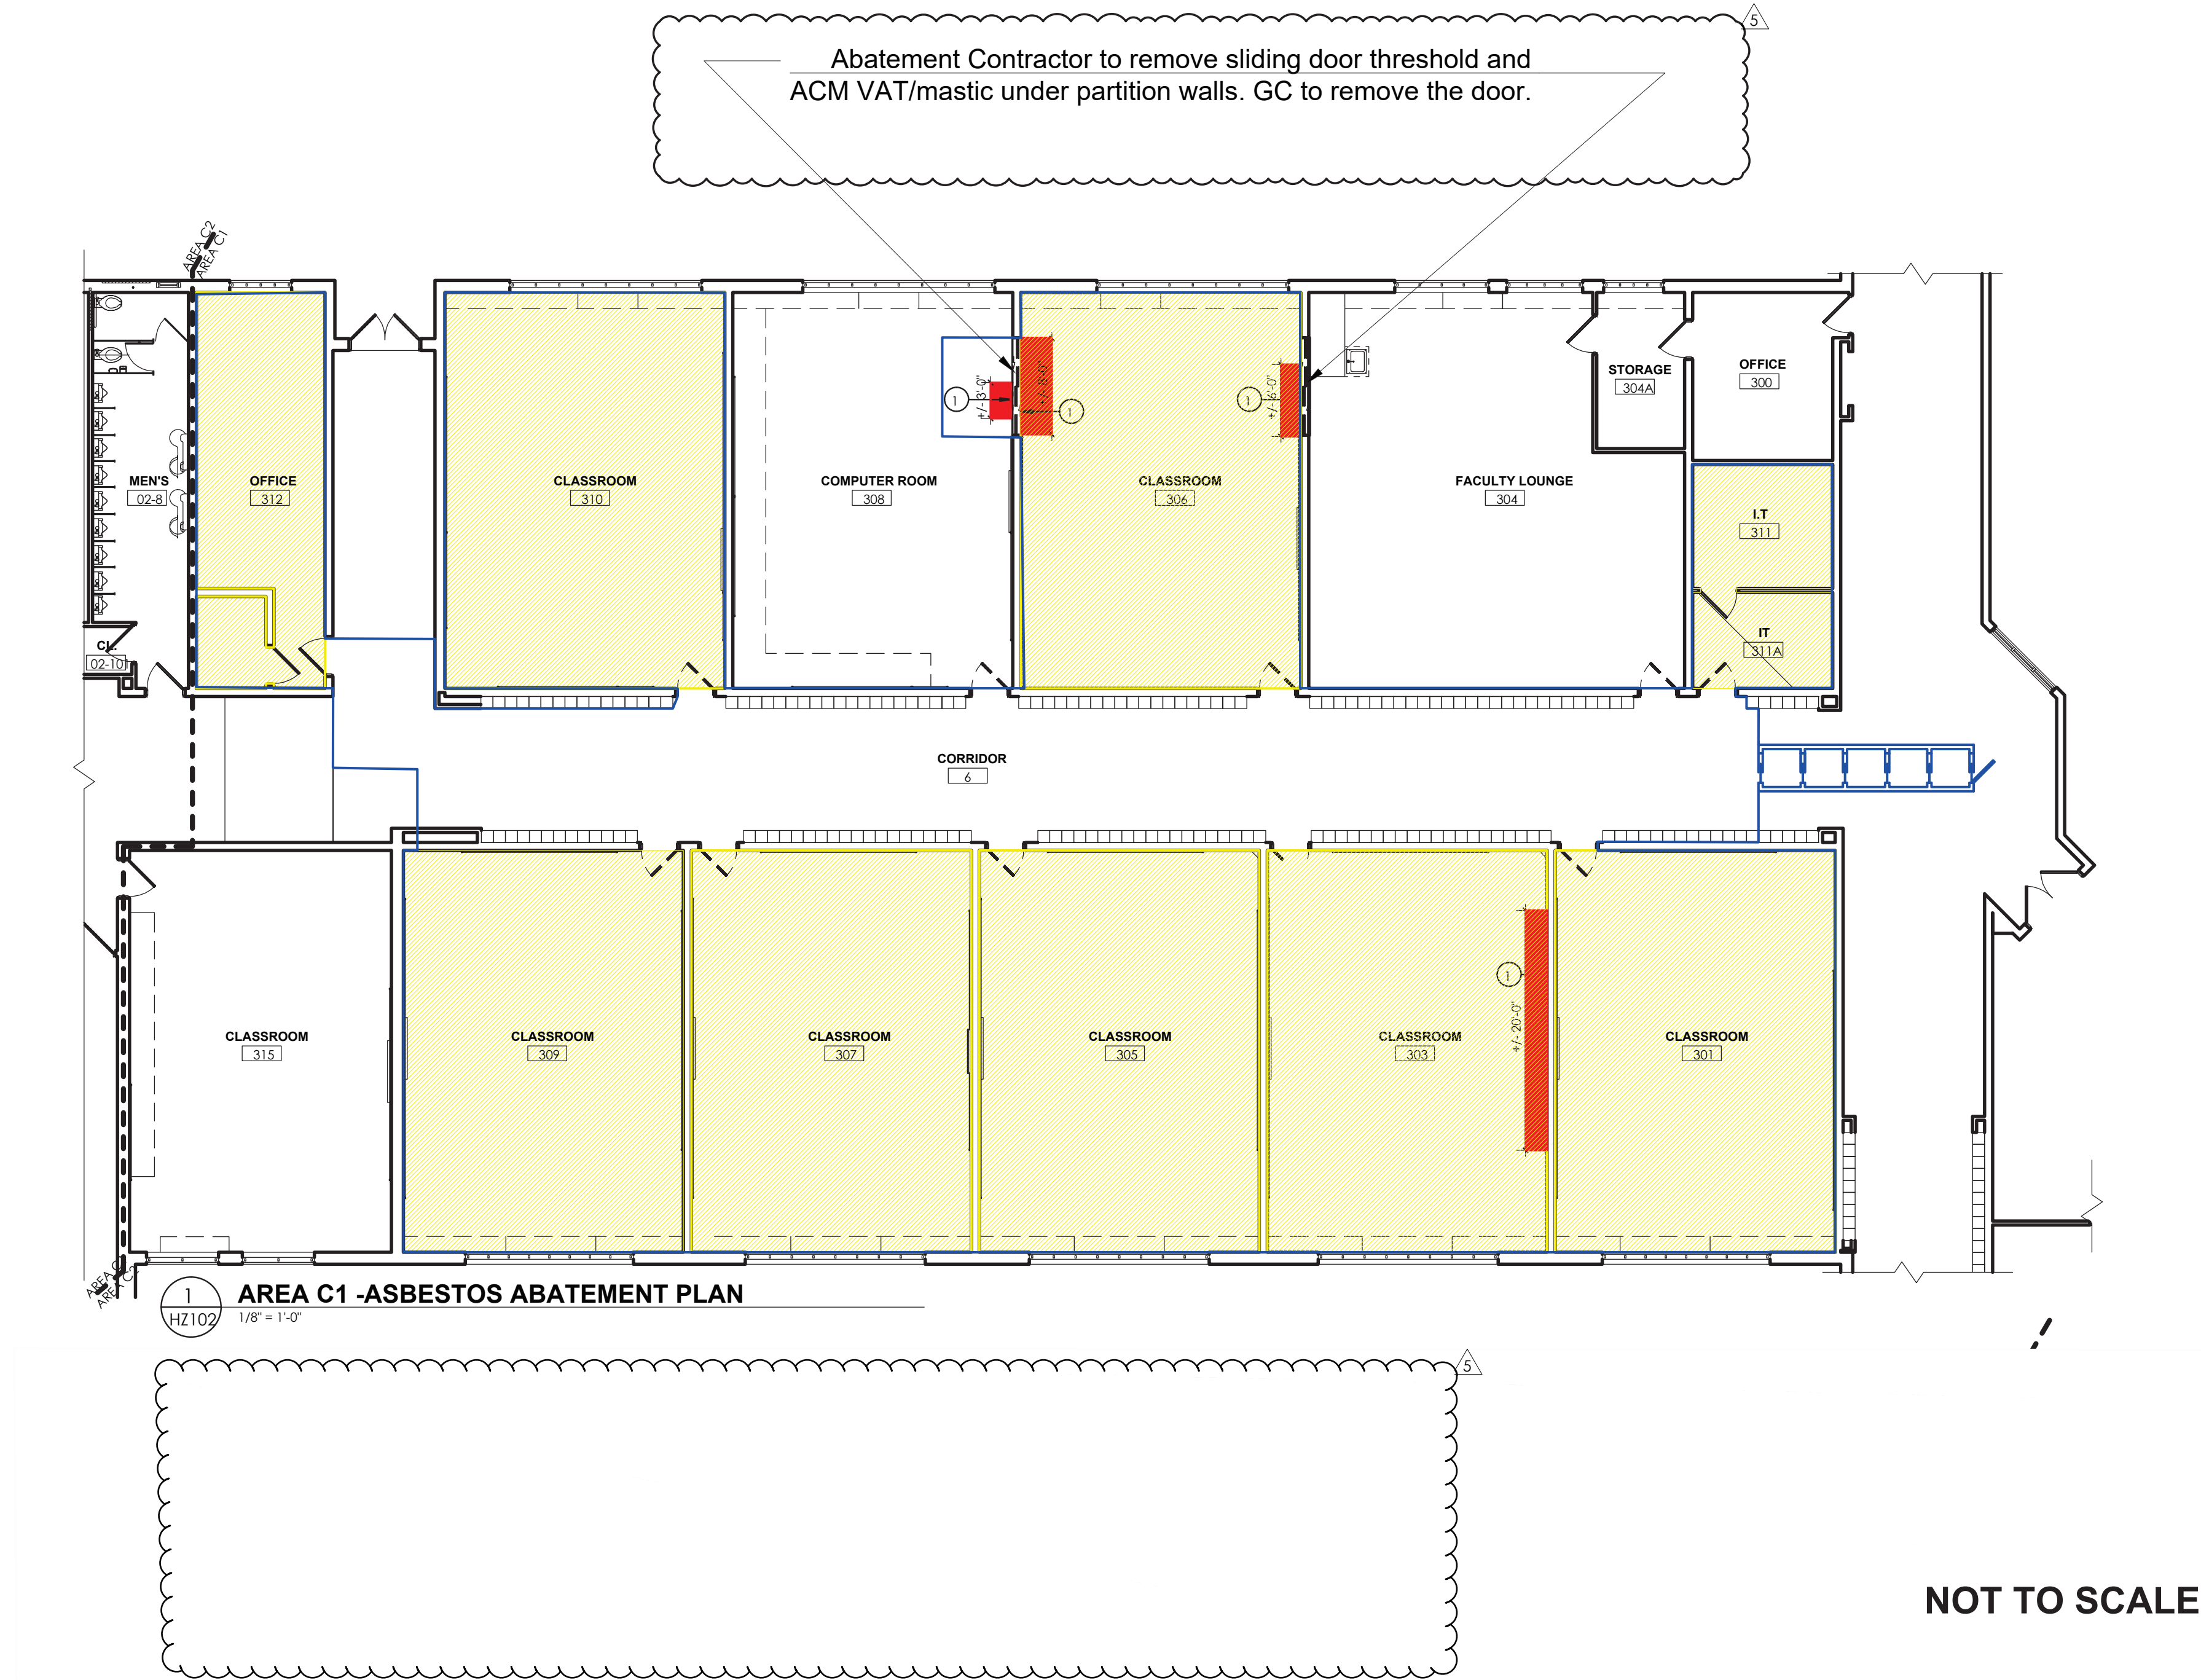 5
Abatement Contractor to remove sliding door threshold and
ACM VAT/mastic under partition walls. GC to remove the door.
AREA C2
AREA C1
MEN'S
02-8
OFFICE
312
CLASSROOM
310
COMPUTER ROOM
308
1
+/- 3'-0"
+/- 8'-0"
1
CLASSROOM
306
1
+/- 6'-0"
FACULTY LOUNGE
304
STORAGE
304A
OFFICE
300
I.T
311
IT
311A
CL.
02-10
CORRIDOR
6
CLASSROOM
315
CLASSROOM
309
CLASSROOM
307
CLASSROOM
305
CLASSROOM
303
1
+/- 20'-0"
CLASSROOM
301
AREA C2
1
HZ102
AREA C1 -ASBESTOS ABATEMENT PLAN
1/8" = 1'-0"
5
NOT TO SCALE